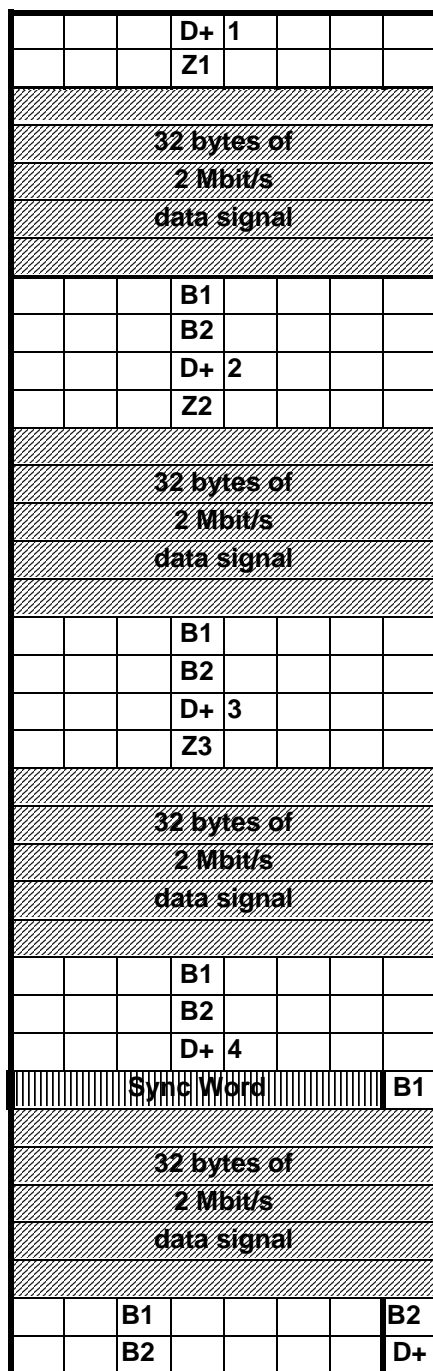 D+ 1
Z1
32 bytes of
2 Mbit/s
data signal
B1
B2
D+ 2
Z2
32 bytes of
2 Mbit/s
data signal
B1
B2
D+ 3
Z3
32 bytes of
2 Mbit/s
data signal
B1
B2
D+ 4
Sync Word B1
32 bytes of
2 Mbit/s
data signal
B1 B2
B2 D+